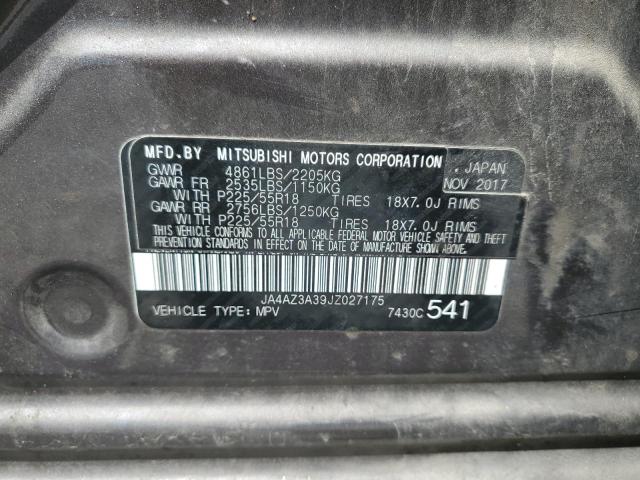 MFD.BY MITSUBISHI MOTORS CORPORATION
GVWR 4861LBS/2205KG
GAWR FR 2535LBS/1150KG
WITH P225/55R18 TIRES 18X7.0J RIMS
GAWR RR 2756LBS/1250KG
WITH P225/55R18 TIRES 18X7.0J RIMS
THIS VEHICLE CONFORMS TO ALL APPLICABLE FEDERAL MOTOR VEHICLE SAFETY AND THEFT
PREVENTION STANDARDS IN EFFECT ON THE DATE OF MANUFACTURE SHOWN ABOVE.
JAPAN
NOV 2017
JA4AZ3A39JZ027175
VEHICLE TYPE: MPV 7430C 541